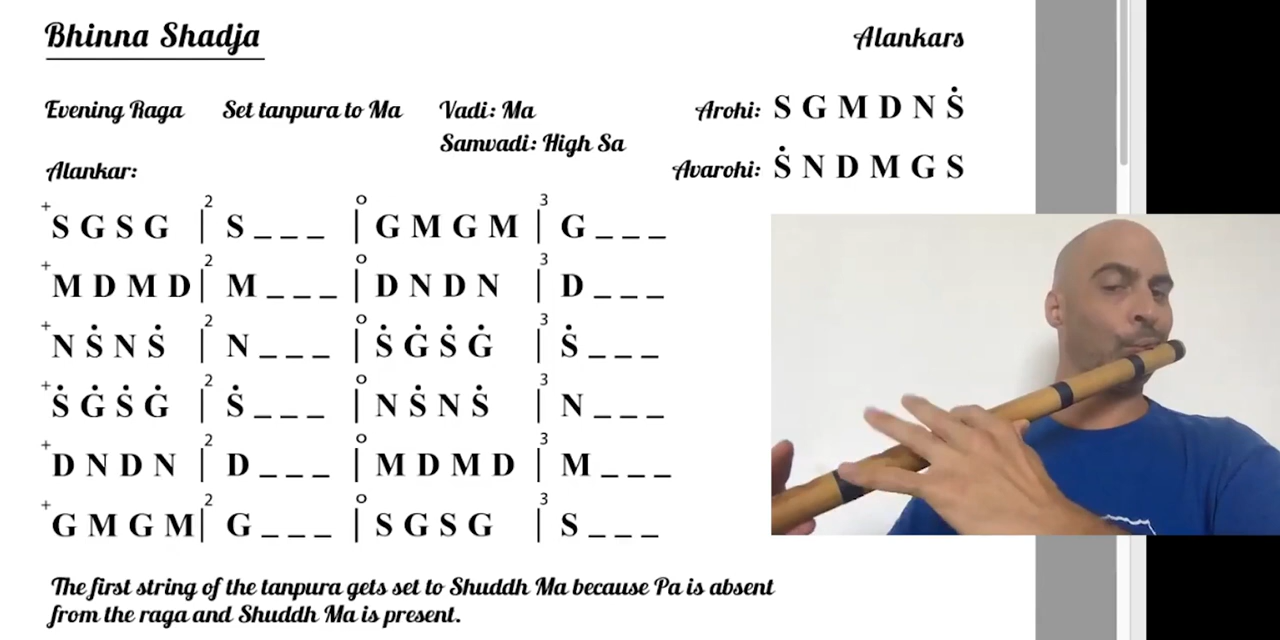 Bhinna Shadja
Alankars
Evening Raga Set tanpura to Ma Vadi: Ma
Samvadi: High Sa
Arohi: S G M D N Ṡ
Avarohi: Ṡ N D M G S
Alankar:
+ 2 o 3
S G S G | S _ _ _ | G M G M | G _ _ _
+ 2 o 3
M D M D | M _ _ _ | D N D N | D _ _ _
+ 2 o 3
N Ṡ N Ṡ | N _ _ _ | Ṡ Ġ Ṡ Ġ | Ṡ _ _ _
+ 2 o 3
Ṡ Ġ Ṡ Ġ | Ṡ _ _ _ | N Ṡ N Ṡ | N _ _ _
+ 2 o 3
D N D N | D _ _ _ | M D M D | M _ _ _
+ 2 o 3
G M G M | G _ _ _ | S G S G | S _ _ _
The first string of the tanpura gets set to Shuddh Ma because Pa is absent
from the raga and Shuddh Ma is present.